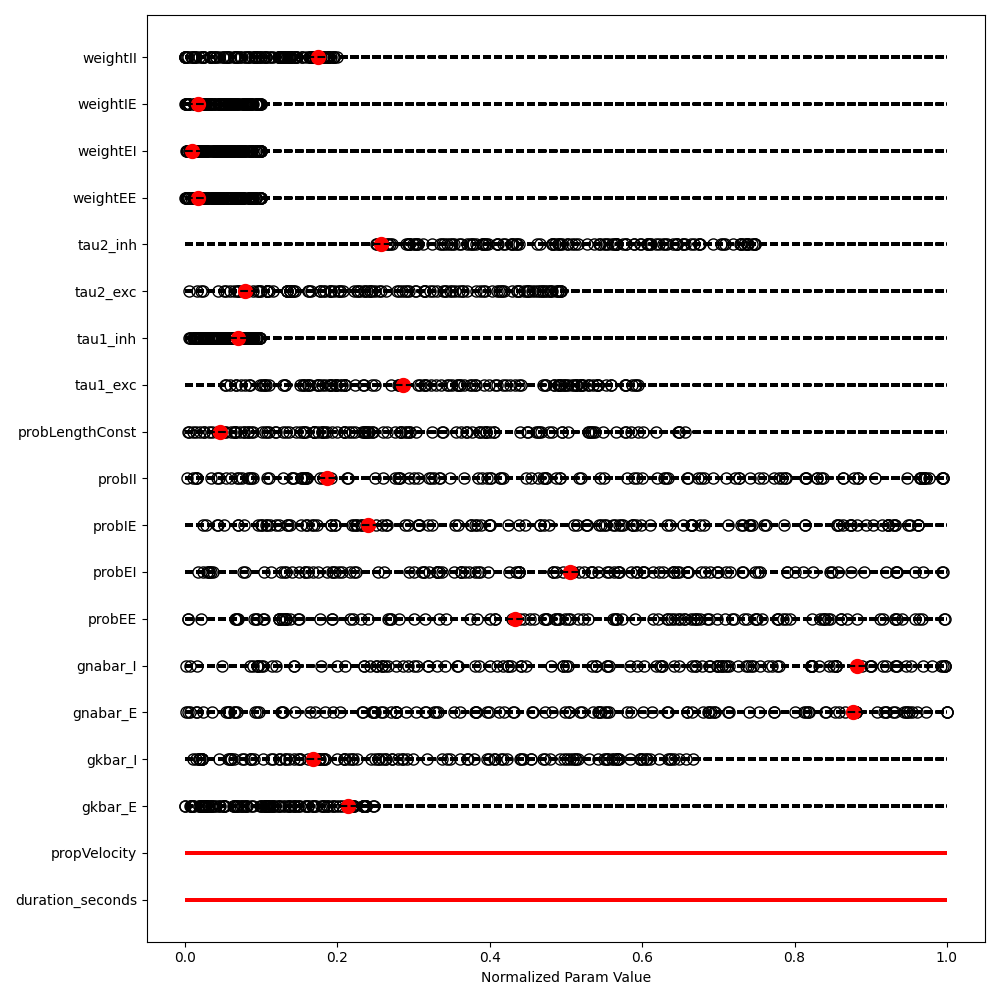 weightII
weightIE
weightEI
weightEE
tau2_inh
tau2_exc
tau1_inh
tau1_exc
probLengthConst
probII
probIE
probEI
probEE
gnabar_I
gnabar_E
gkbar_I
gkbar_E
propVelocity
duration_seconds
0.0 0.2 0.4 0.6 0.8 1.0
Normalized Param Value